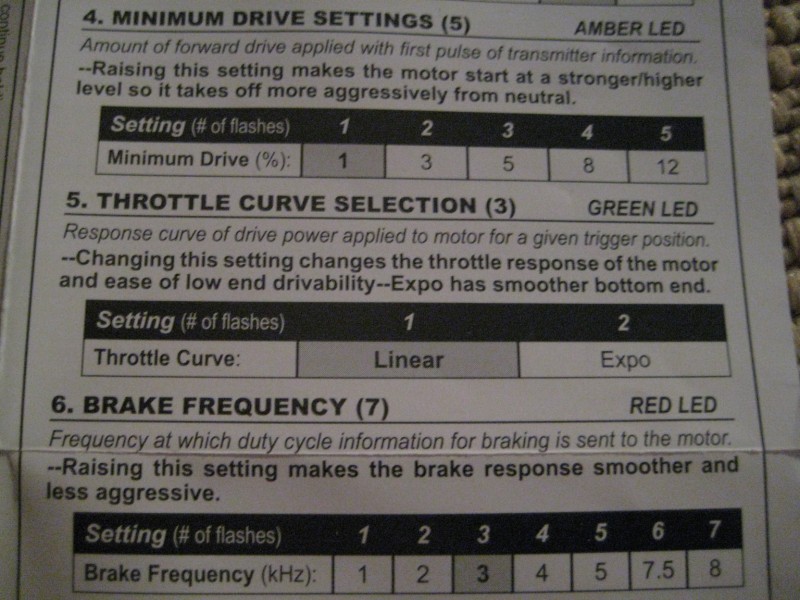 4. MINIMUM DRIVE SETTINGS (5) AMBER LED
Amount of forward drive applied with first pulse of transmitter information.
--Raising this setting makes the motor start at a stronger/higher
level so it takes off more aggressively from neutral.
Setting (# of flashes) 1 2 3 4 5
Minimum Drive (%): 1 3 5 8 12
5. THROTTLE CURVE SELECTION (3) GREEN LED
Response curve of drive power applied to motor for a given trigger position.
--Changing this setting changes the throttle response of the motor
and ease of low end drivability--Expo has smoother bottom end.
Setting (# of flashes) 1 2
Throttle Curve: Linear Expo
6. BRAKE FREQUENCY (7) RED LED
Frequency at which duty cycle information for braking is sent to the motor.
--Raising this setting makes the brake response smoother and
less aggressive.
Setting (# of flashes) 1 2 3 4 5 6 7
Brake Frequency (kHz): 1 2 3 4 5 7.5 8